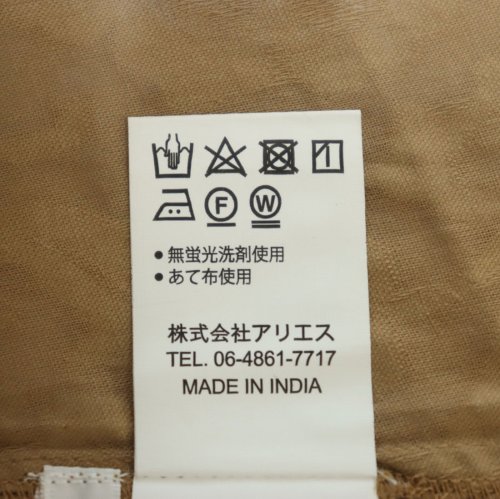 F W
• 無蛍光洗剤使用
• あて布使用
株式会社アリエス
TEL. 06-4861-7717
MADE IN INDIA